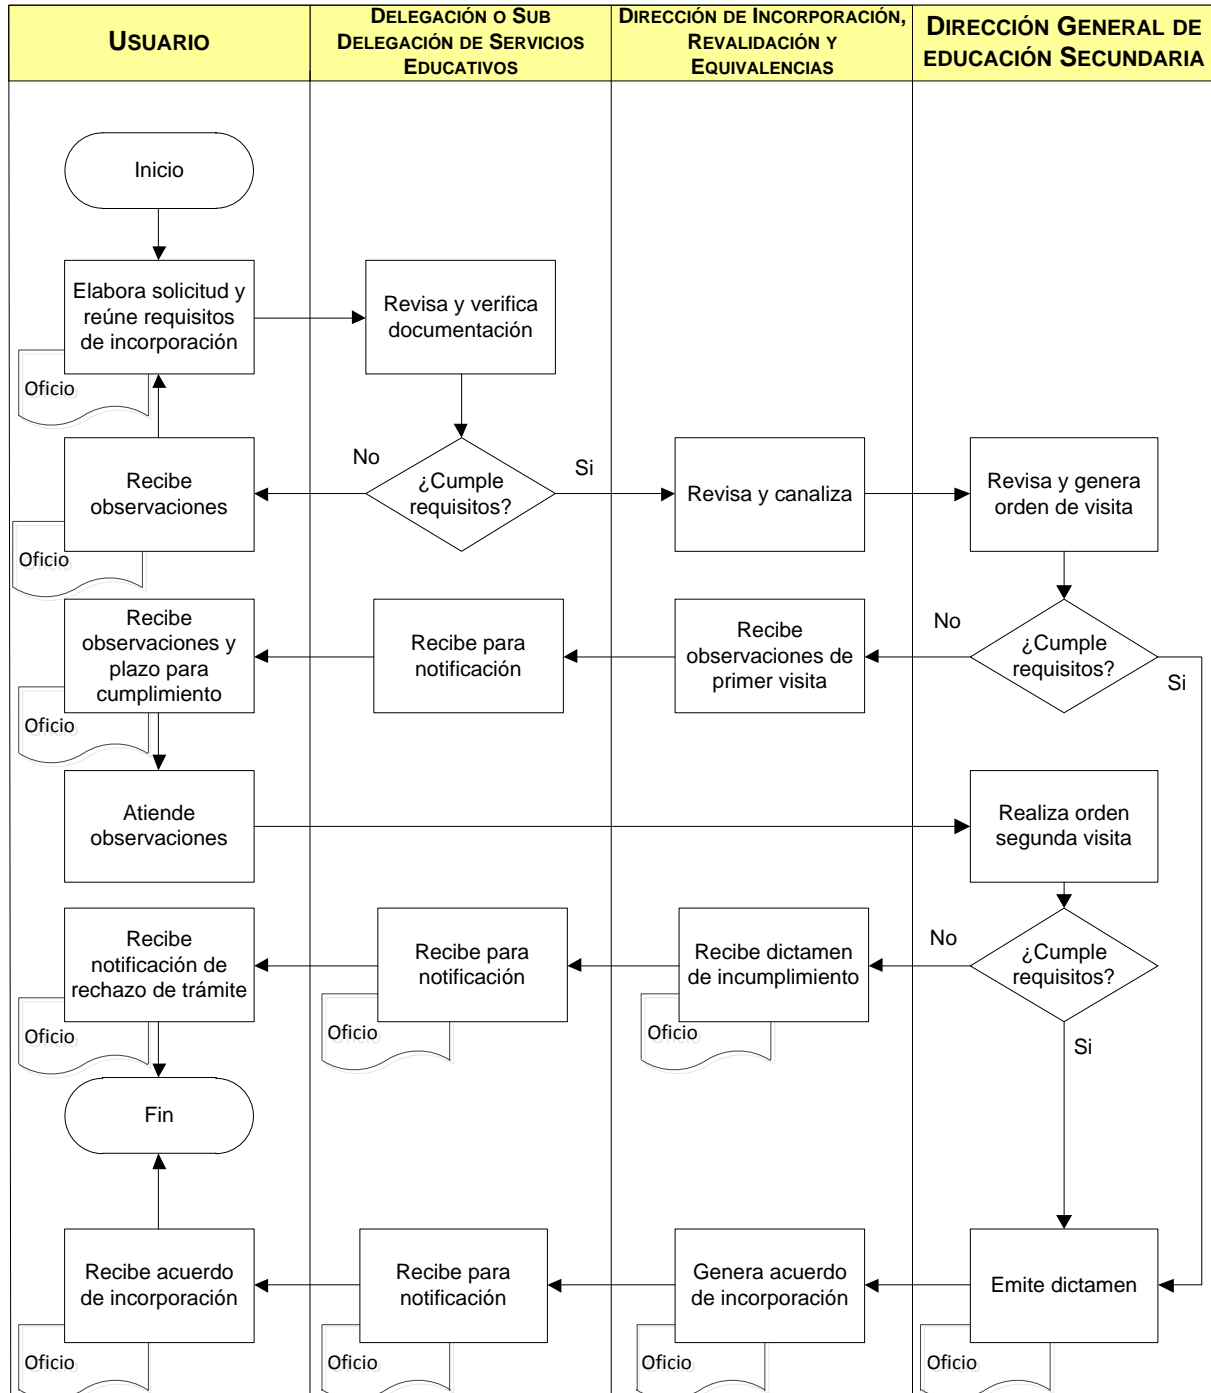 USUARIO
DELEGACIÓN O SUB
DELEGACIÓN DE SERVICIOS
EDUCATIVOS
DIRECCIÓN DE INCORPORACIÓN,
REVALIDACIÓN Y
EQUIVALENCIAS
DIRECCIÓN GENERAL DE
EDUCACIÓN SECUNDARIA
Inicio
Elabora solicitud y
reúne requisitos
de incorporación
Oficio
Revisa y verifica
documentación
Recibe
observaciones
Oficio
No
¿Cumple
requisitos?
Si
Revisa y canaliza
Revisa y genera
orden de visita
Recibe
observaciones y
plazo para
cumplimiento
Oficio
Recibe para
notificación
Recibe
observaciones de
primer visita
No
¿Cumple
requisitos?
Si
Atiende
observaciones
Realiza orden
segunda visita
Recibe
notificación de
rechazo de trámite
Oficio
Recibe para
notificación
Oficio
Recibe dictamen
de incumplimiento
Oficio
No
¿Cumple
requisitos?
Si
Fin
Recibe acuerdo
de incorporación
Oficio
Recibe para
notificación
Oficio
Genera acuerdo
de incorporación
Oficio
Emite dictamen
Oficio